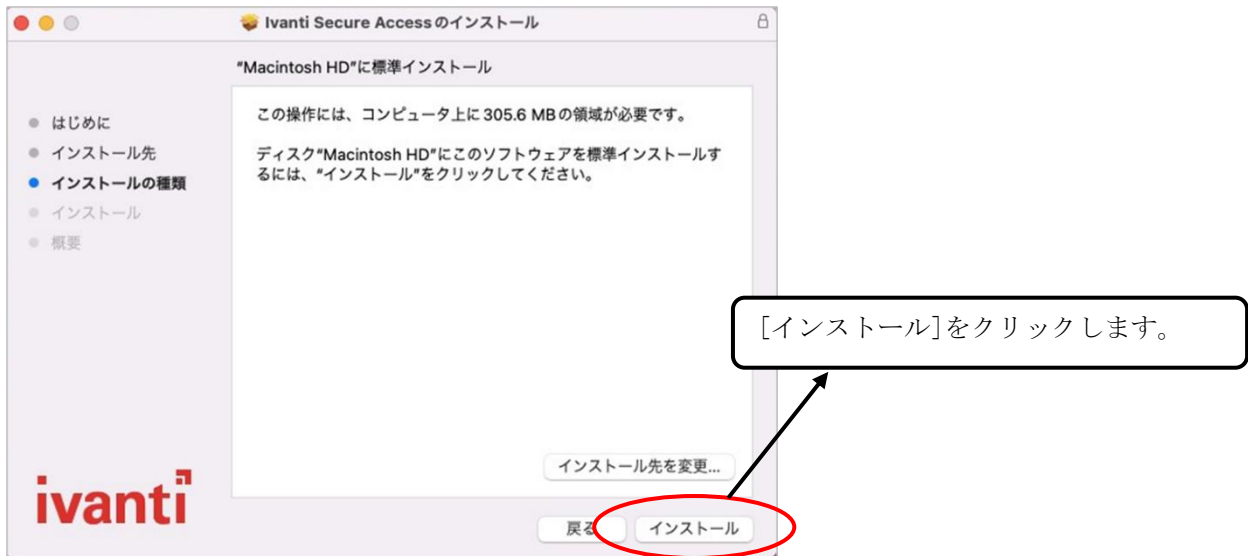 Ivanti Secure Accessのインストール
"Macintosh HD"に標準インストール
はじめに
インストール先
インストールの種類
インストール
概要
この操作には、コンピュータ上に305.6 MBの領域が必要です。
ディスク"Macintosh HD"にこのソフトウェアを標準インストールす
るには、"インストール"をクリックしてください。
[インストール]をクリックします。
インストール先を変更...
ivanti
戻る
インストール